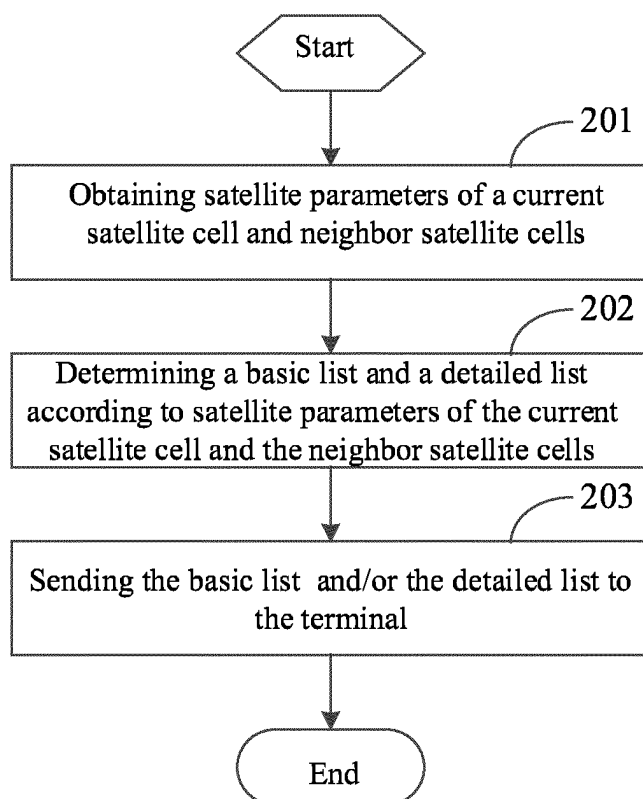 Start
201
Obtaining satellite parameters of a current
satellite cell and neighbor satellite cells
202
Determining a basic list and a detailed list
according to satellite parameters of the current
satellite cell and the neighbor satellite cells
203
Sending the basic list and/or the detailed list to
the terminal
End